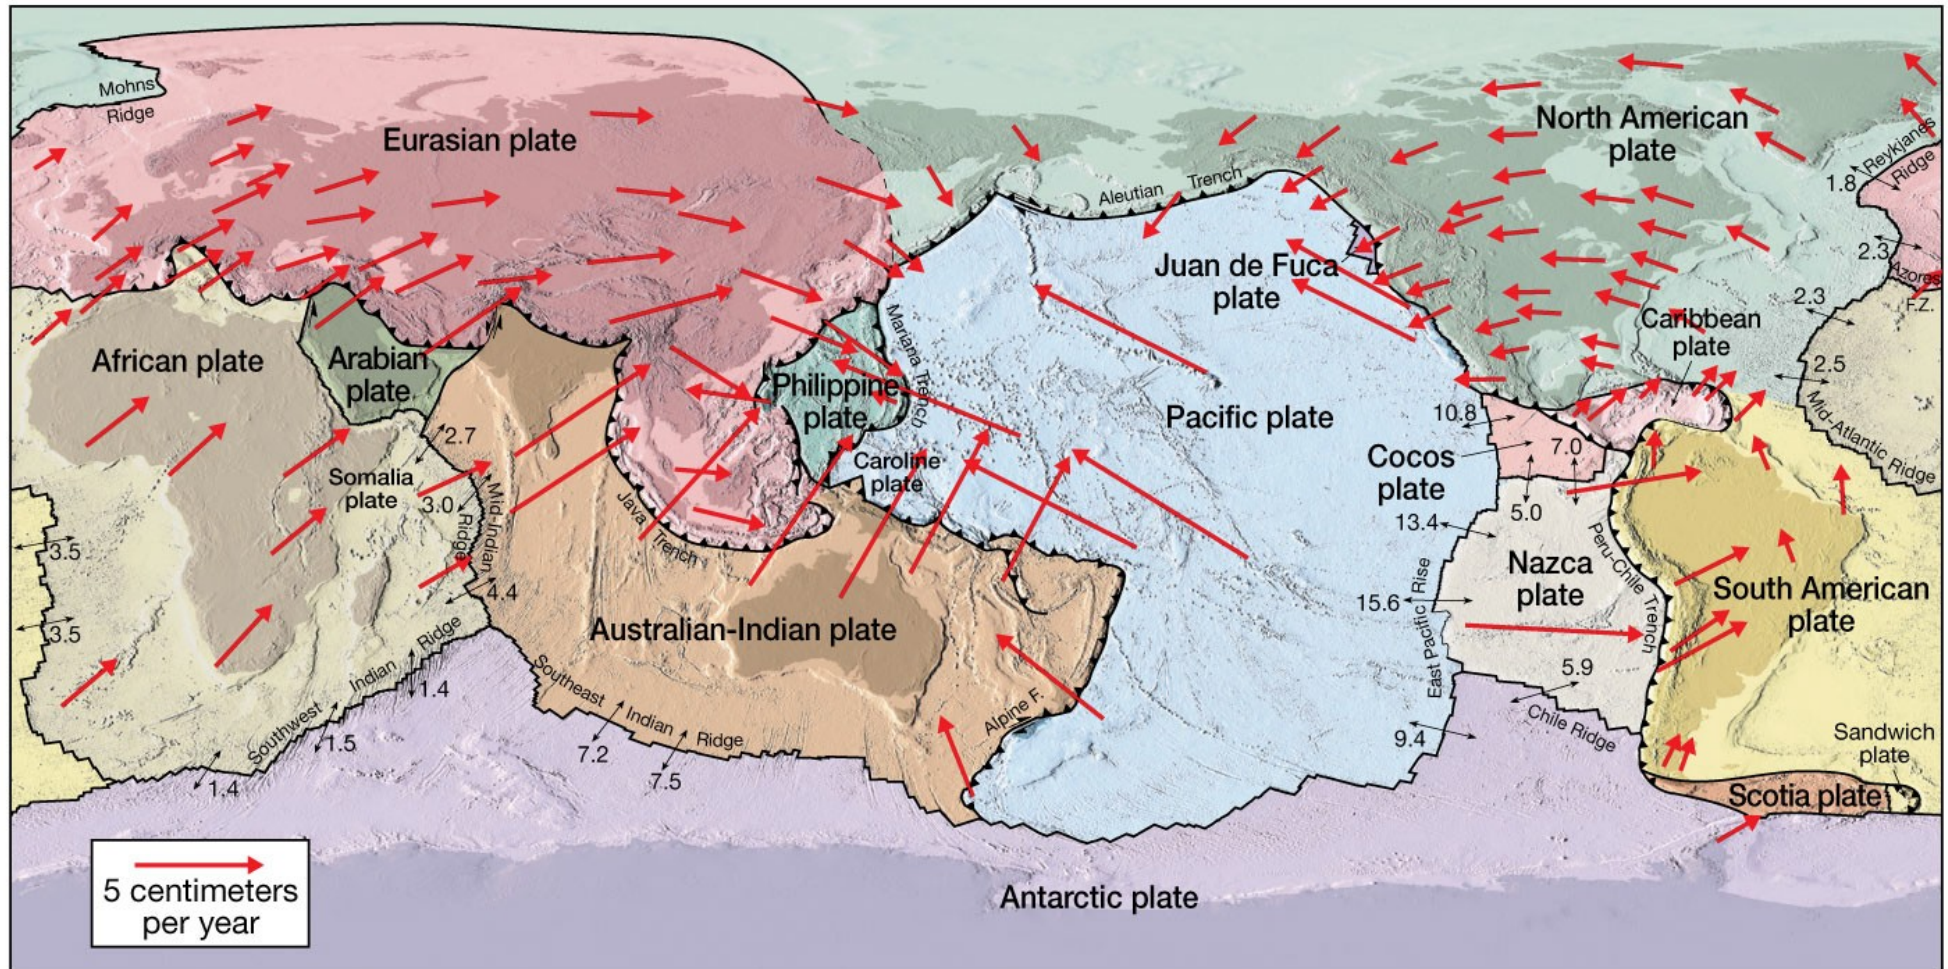 Mohns
Ridge
Eurasian plate
North American
plate
Reykjanes
Ridge
1.8
Aleutian Trench
2.3
Azores
F.Z.
Juan de Fuca
plate
2.3
Caribbean
plate
African plate
Arabian
plate
Mariana Trench
Philippine
plate
Pacific plate
2.5
Mid-Atlantic Ridge
10.8
2.7
Somalia
plate
3.0
Mid-Indian
Ridge
Caroline
plate
Cocos
plate
7.0
Java
Trench
5.0
13.4
3.5
4.4
Nazca
plate
Peru-Chile Trench
South American
plate
15.6
East Pacific Rise
3.5
Australian-Indian plate
Southwest Indian Ridge
1.4
1.5
1.4
Southeast Indian Ridge
7.2
7.5
Alpine F.
5.9
Chile Ridge
9.4
Sandwich
plate
Scotia plate
5 centimeters
per year
Antarctic plate